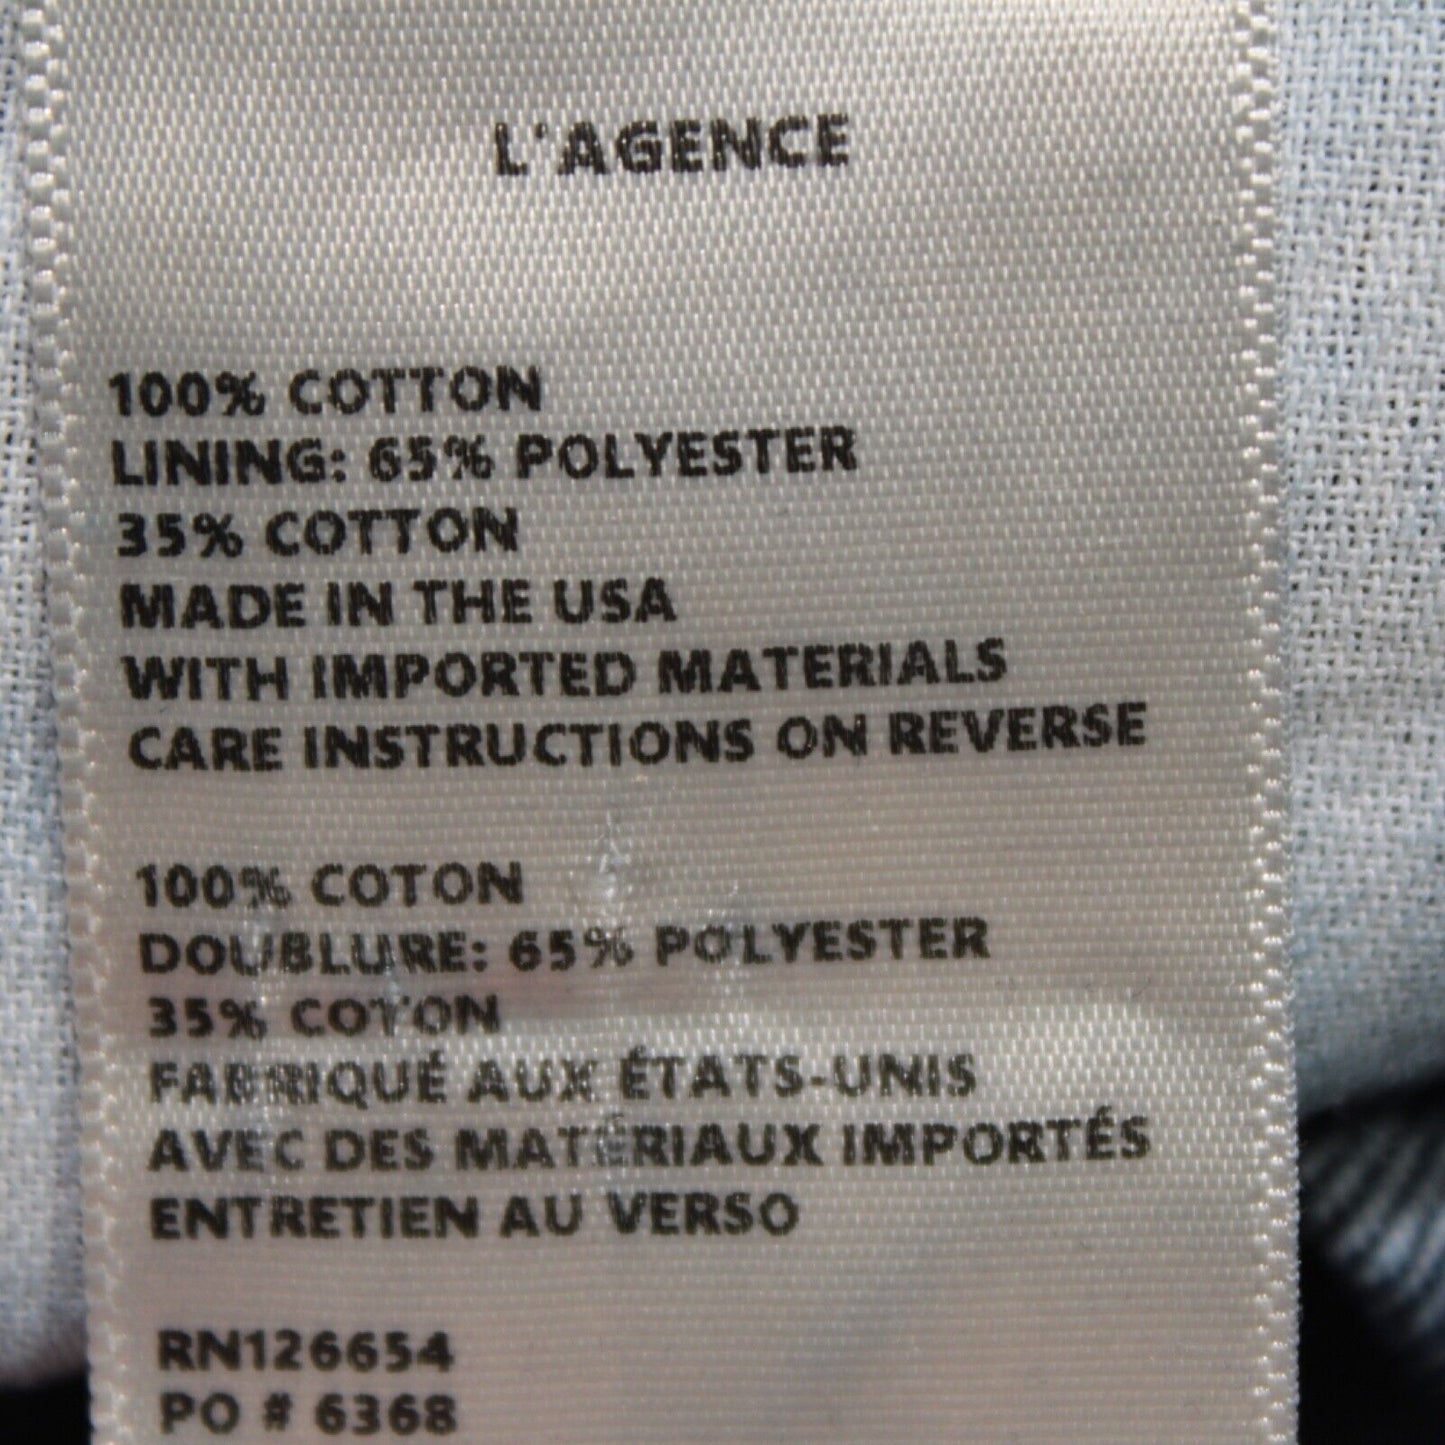 L'AGENCE
100% COTTON
LINING: 65% POLYESTER
35% COTTON
MADE IN THE USA
WITH IMPORTED MATERIALS
CARE INSTRUCTIONS ON REVERSE
100% COTON
DOUBLURE: 65% POLYESTER
35% COTON
FABRIQUÉ AUX ÉTATS-UNIS
AVEC DES MATÉRIAUX IMPORTÉS
ENTRETIEN AU VERSO
RN126654
PO # 6368